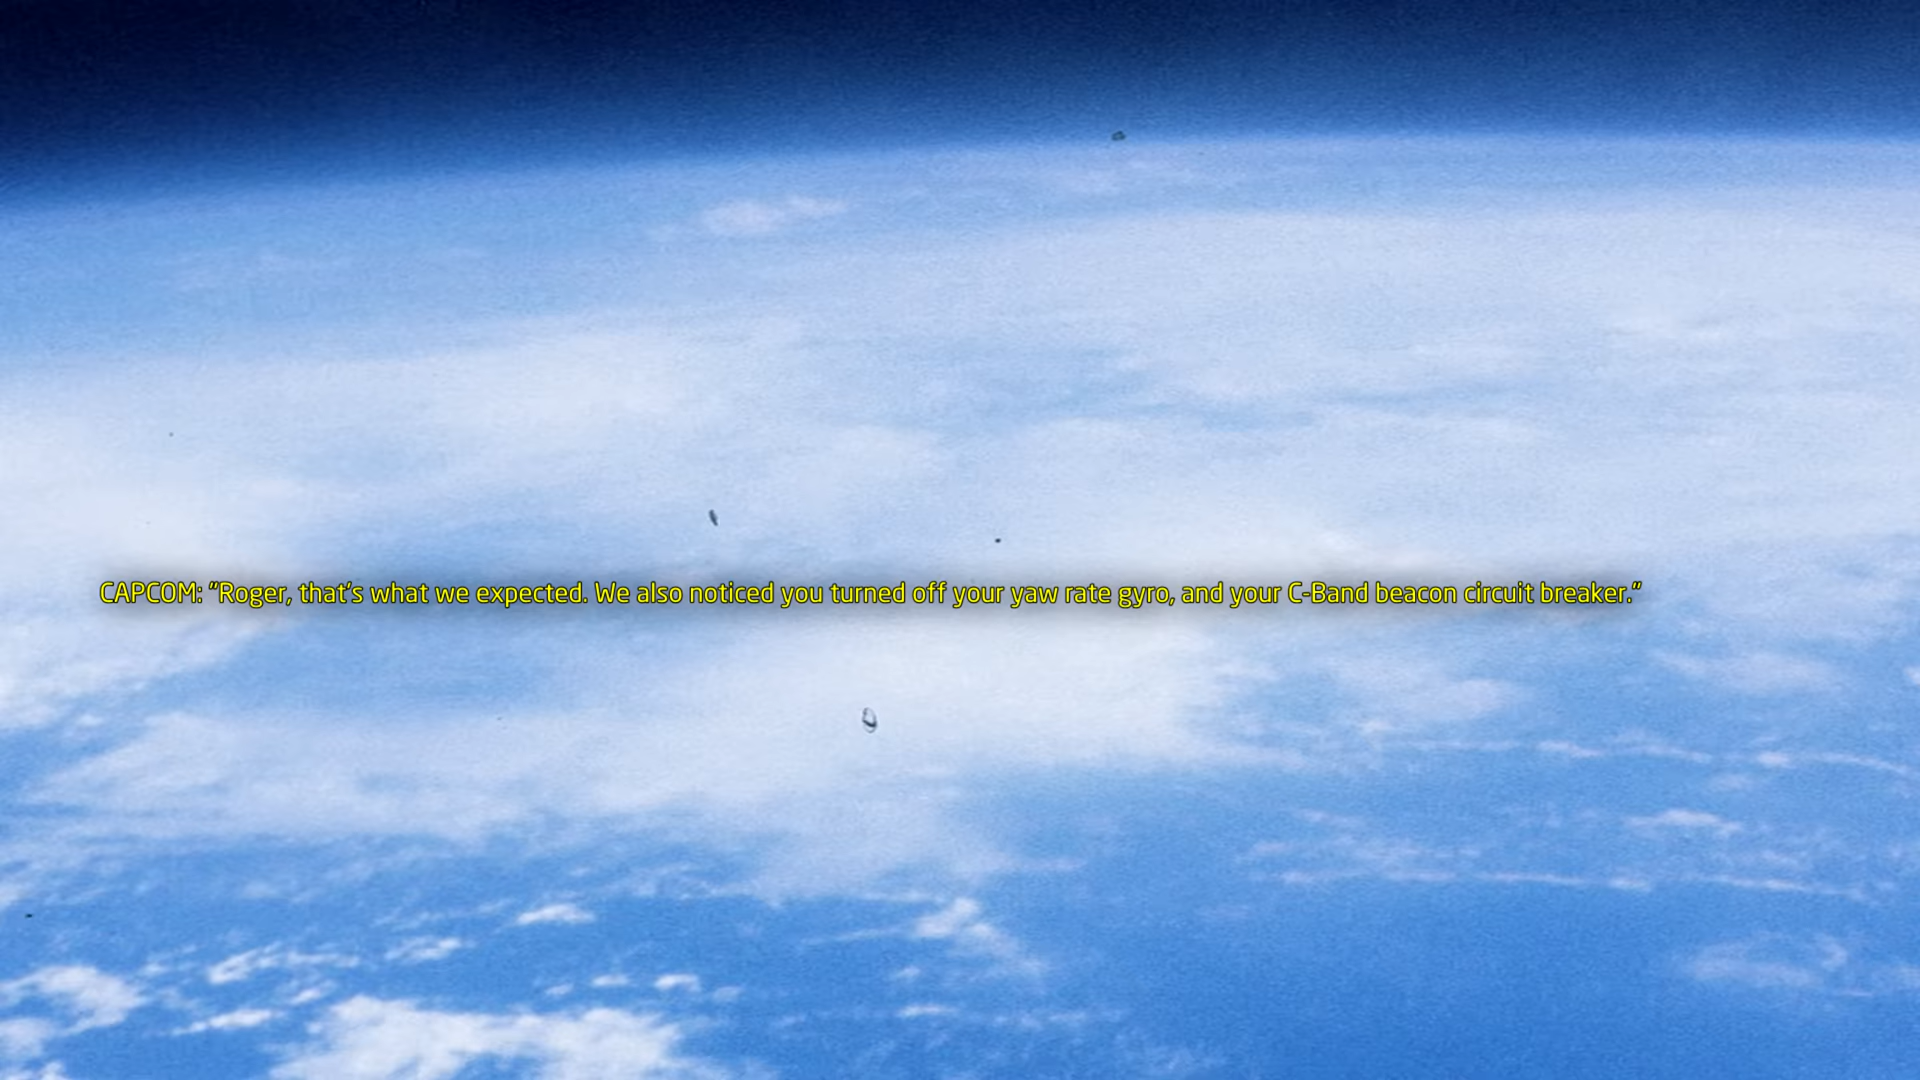 CAPCOM: "Roger, that's what we expected. We also noticed you turned off your yaw rate gyro, and your C-Band beacon circuit breaker."